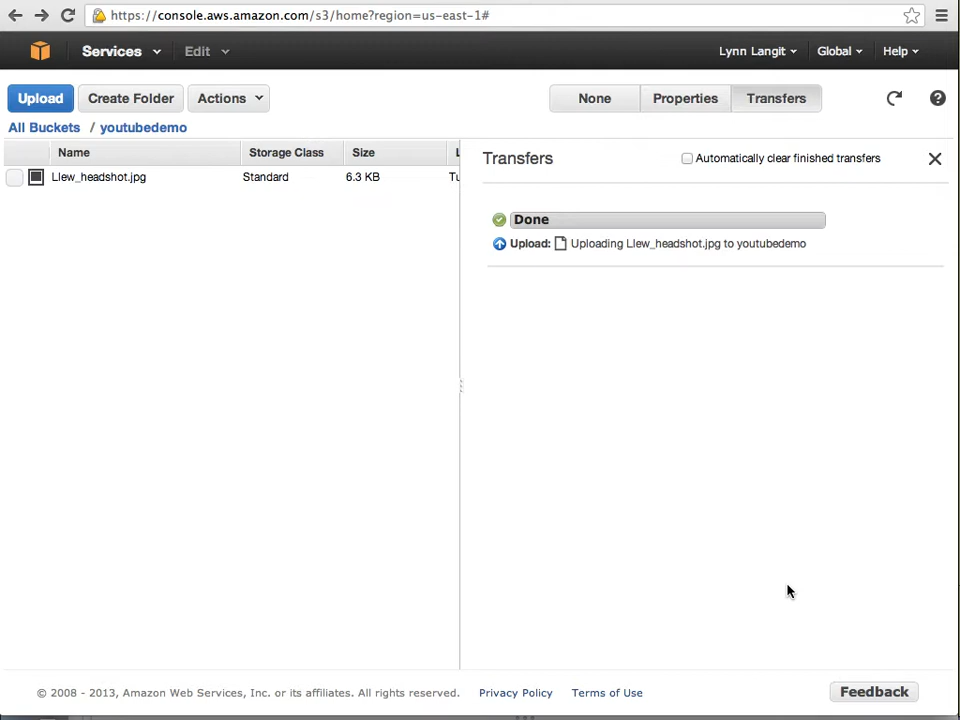 https://console.aws.amazon.com/s3/home?region=us-east-1#
Services Edit Lynn Langit Global Help
Upload Create Folder Actions None Properties Transfers
All Buckets / youtubedemo
Name Storage Class Size L
Llew_headshot.jpg Standard 6.3 KB Tu
Transfers Automatically clear finished transfers
Done
Upload: Uploading Llew_headshot.jpg to youtubedemo
© 2008 - 2013, Amazon Web Services, Inc. or its affiliates. All rights reserved. Privacy Policy Terms of Use Feedback